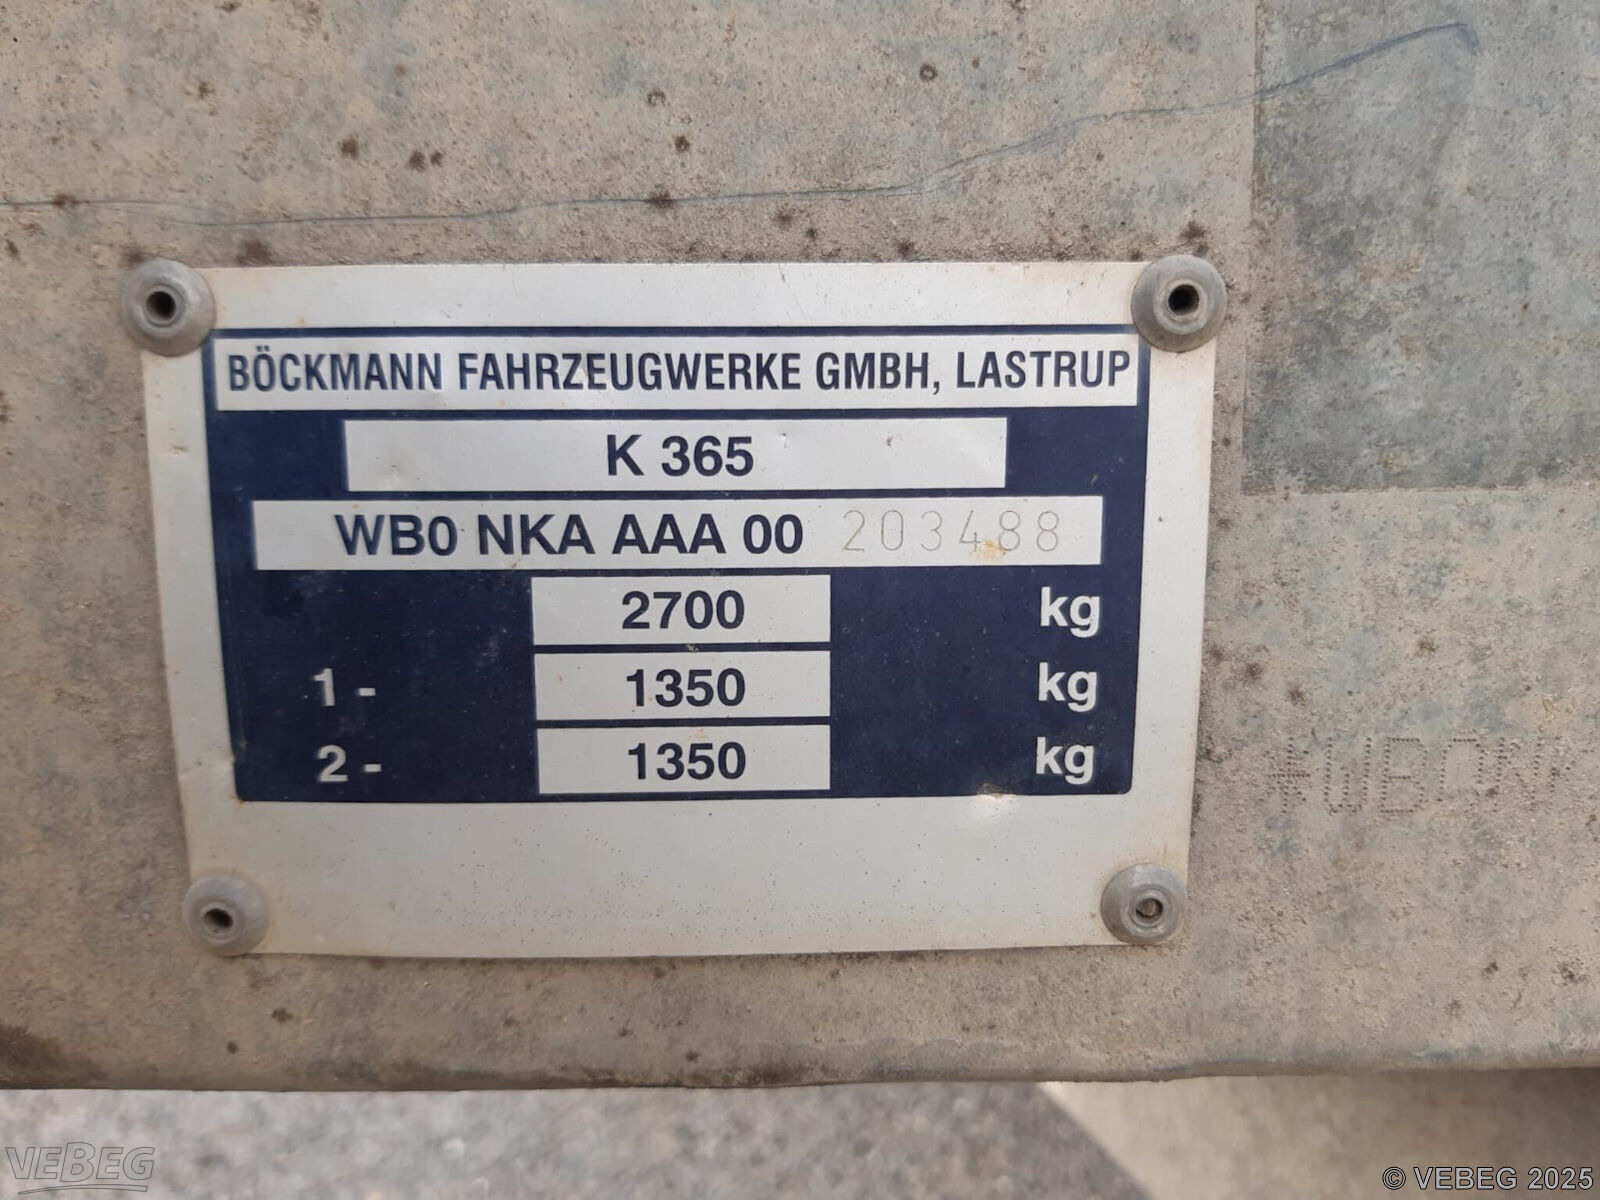 BÖCKMANN FAHRZEUGWERKE GMBH, LASTRUP
K 365
WB0 NKA AAA 00 203488
2700 kg
1 - 1350 kg
2 - 1350 kg
*WB0NK
VEBEG
© VEBEG 2025